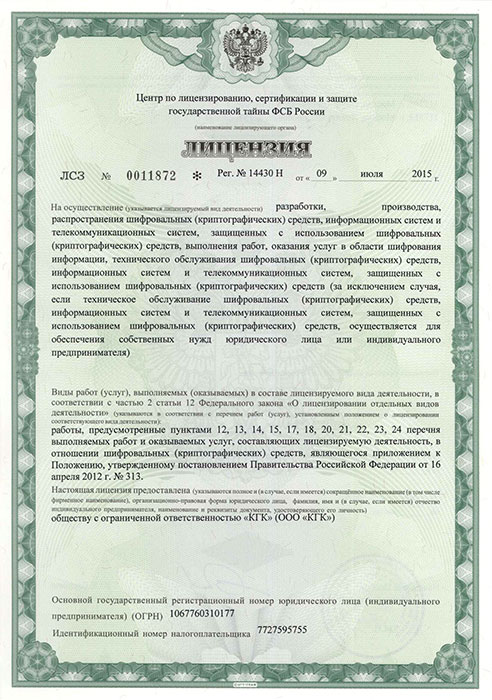 Центр по лицензированию, сертификации и защите
государственной тайны ФСБ России
(наименование лицензирующего органа)
ЛИЦЕНЗИЯ
ЛСЗ № 0011872 * Рег. № 14430 Н от « 09 » июля 2015 г.
На осуществление (указывается лицензируемый вид деятельности) разработки, производства,
распространения шифровальных (криптографических) средств, информационных систем и
телекоммуникационных систем, защищенных с использованием шифровальных
(криптографических) средств, выполнения работ, оказания услуг в области шифрования
информации, технического обслуживания шифровальных (криптографических) средств,
информационных систем и телекоммуникационных систем, защищенных с
использованием шифровальных (криптографических) средств (за исключением случая,
если техническое обслуживание шифровальных (криптографических) средств,
информационных систем и телекоммуникационных систем, защищенных с
использованием шифровальных (криптографических) средств, осуществляется для
обеспечения собственных нужд юридического лица или индивидуального
предпринимателя)
Виды работ (услуг), выполняемых (оказываемых) в составе лицензируемого вида деятельности, в
соответствии с частью 2 статьи 12 Федерального закона «О лицензировании отдельных видов
деятельности» (указываются в соответствии с перечнем работ (услуг), установленным положением о лицензировании
соответствующего вида деятельности):
работы, предусмотренные пунктами 12, 13, 14, 15, 17, 18, 20, 21, 22, 23, 24 перечня
выполняемых работ и оказываемых услуг, составляющих лицензируемую деятельность, в
отношении шифровальных (криптографических) средств, являющегося приложением к
Положению, утвержденному постановлением Правительства Российской Федерации от 16
апреля 2012 г. № 313.
Настоящая лицензия предоставлена (указываются полное и (в случае, если имеется) сокращённое наименование (в том числе
фирменное наименование), организационно-правовая форма юридического лица, фамилия, имя и (в случае, если имеется) отчество
индивидуального предпринимателя, наименование и реквизиты документа, удостоверяющего его личность)
обществу с ограниченной ответственностью «КГК» (ООО «КГК»)
Основной государственный регистрационный номер юридического лица (индивидуального
предпринимателя) (ОГРН) 1067760310177
Идентификационный номер налогоплательщика 7727595755